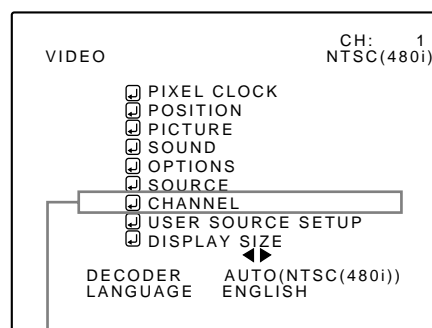 CH: 1
VIDEO NTSC(480i)
PIXEL CLOCK
POSITION
PICTURE
SOUND
OPTIONS
SOURCE
CHANNEL
USER SOURCE SETUP
DISPLAY SIZE
DECODER AUTO(NTSC(480i))
LANGUAGE ENGLISH